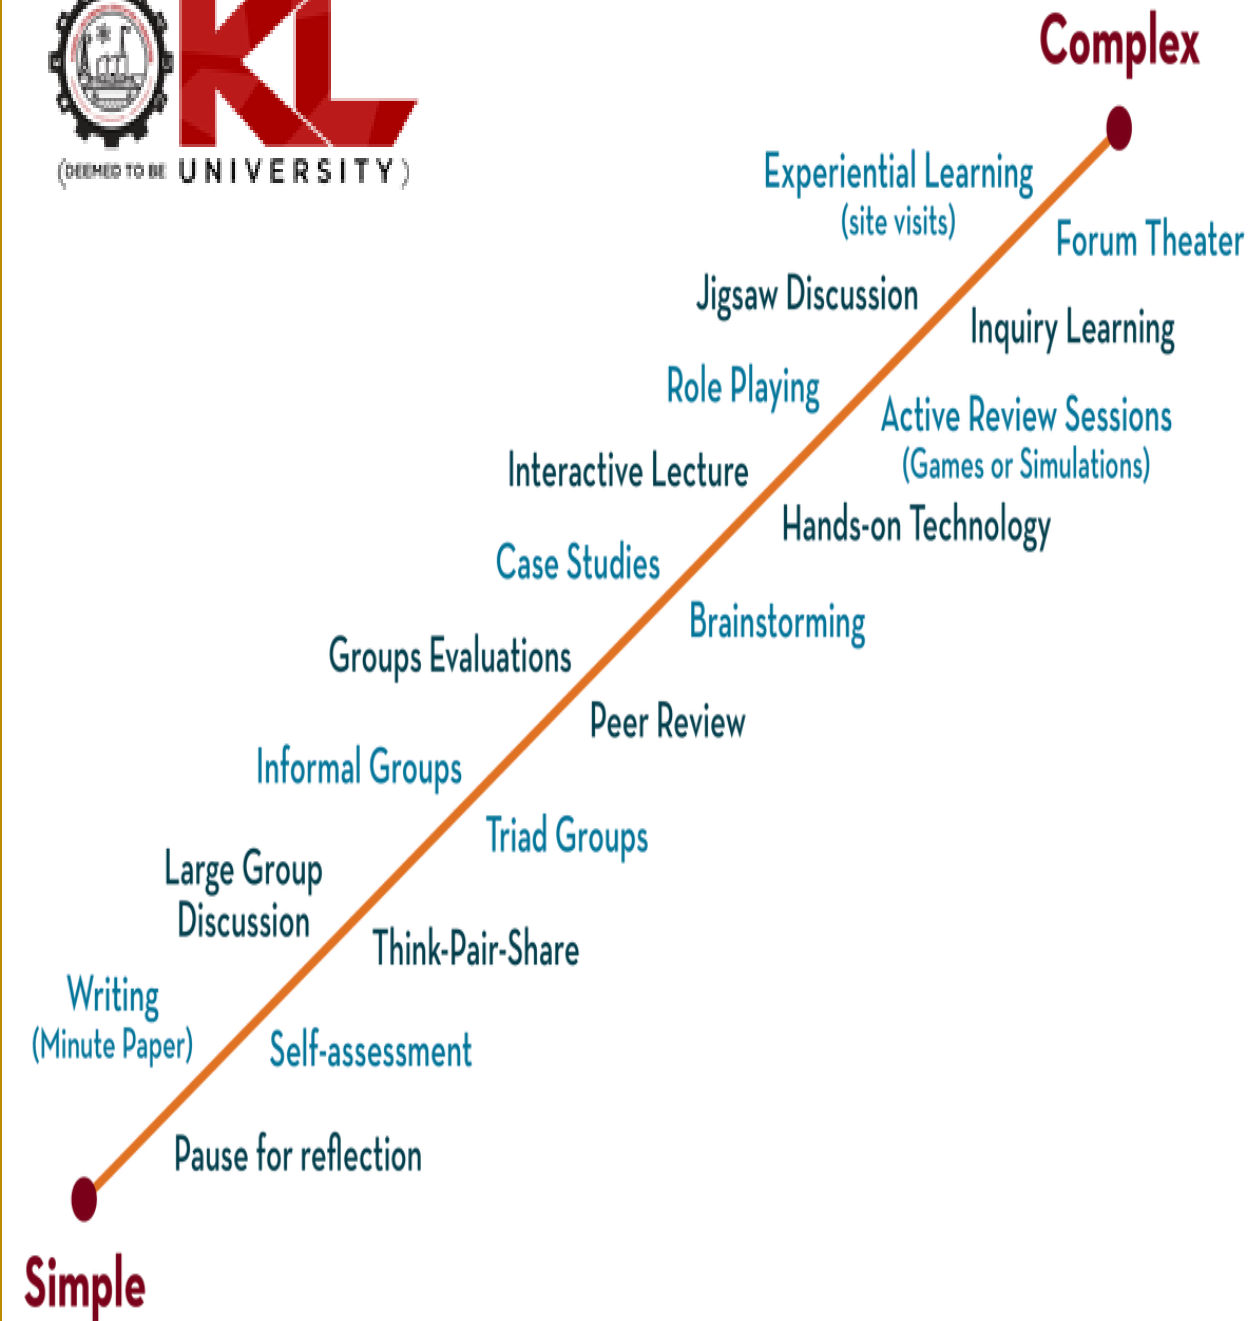 KL
(DEEMED TO BE UNIVERSITY)
Complex
Experiential Learning
(site visits)
Forum Theater
Jigsaw Discussion
Inquiry Learning
Role Playing
Active Review Sessions
(Games or Simulations)
Interactive Lecture
Hands-on Technology
Case Studies
Brainstorming
Groups Evaluations
Peer Review
Informal Groups
Triad Groups
Large Group
Discussion
Think-Pair-Share
Writing
(Minute Paper)
Self-assessment
Pause for reflection
Simple